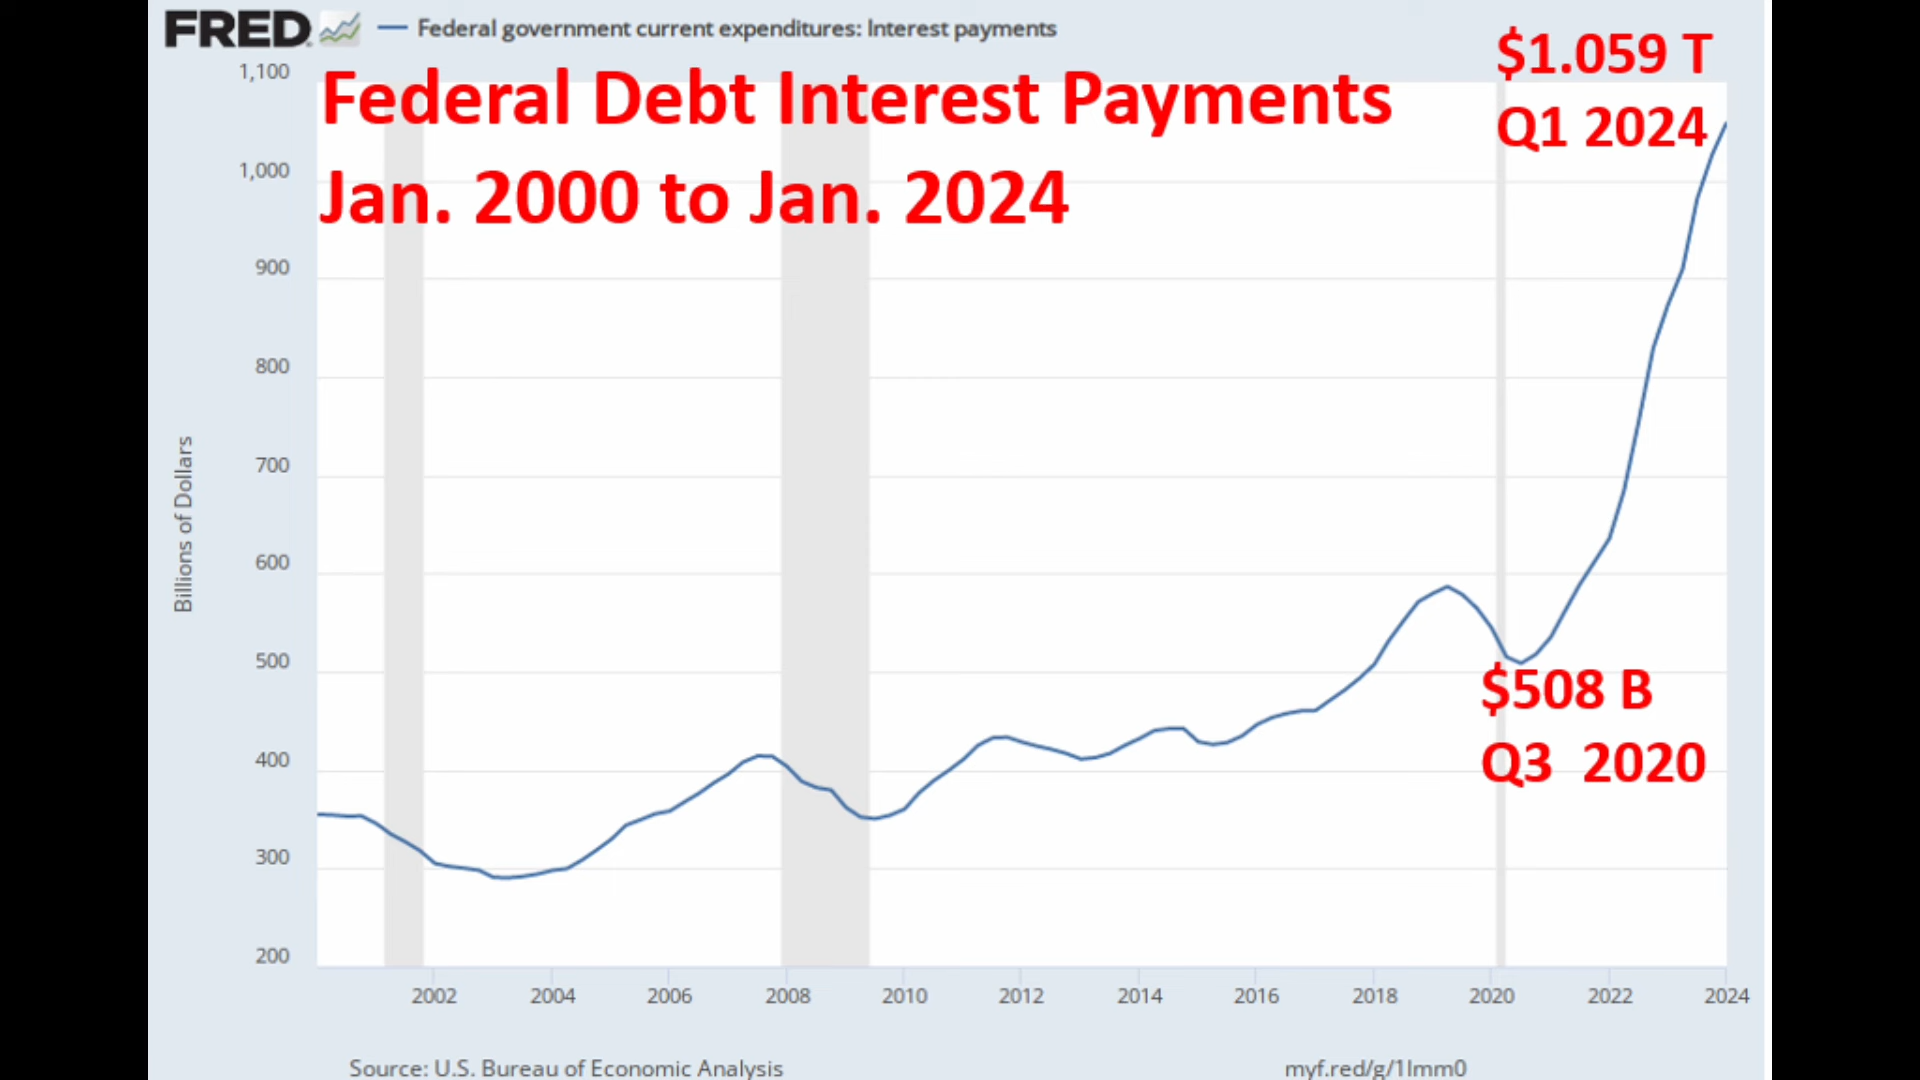 FRED
Federal government current expenditures: Interest payments
$1.059 T
Q1 2024
Federal Debt Interest Payments
Jan. 2000 to Jan. 2024
1,100
1,000
900
800
700
600
500
400
300
200
Billions of Dollars
$508 B
Q3 2020
2002 2004 2006 2008 2010 2012 2014 2016 2018 2020 2022 2024
Source: U.S. Bureau of Economic Analysis
myf.red/g/1lmm0